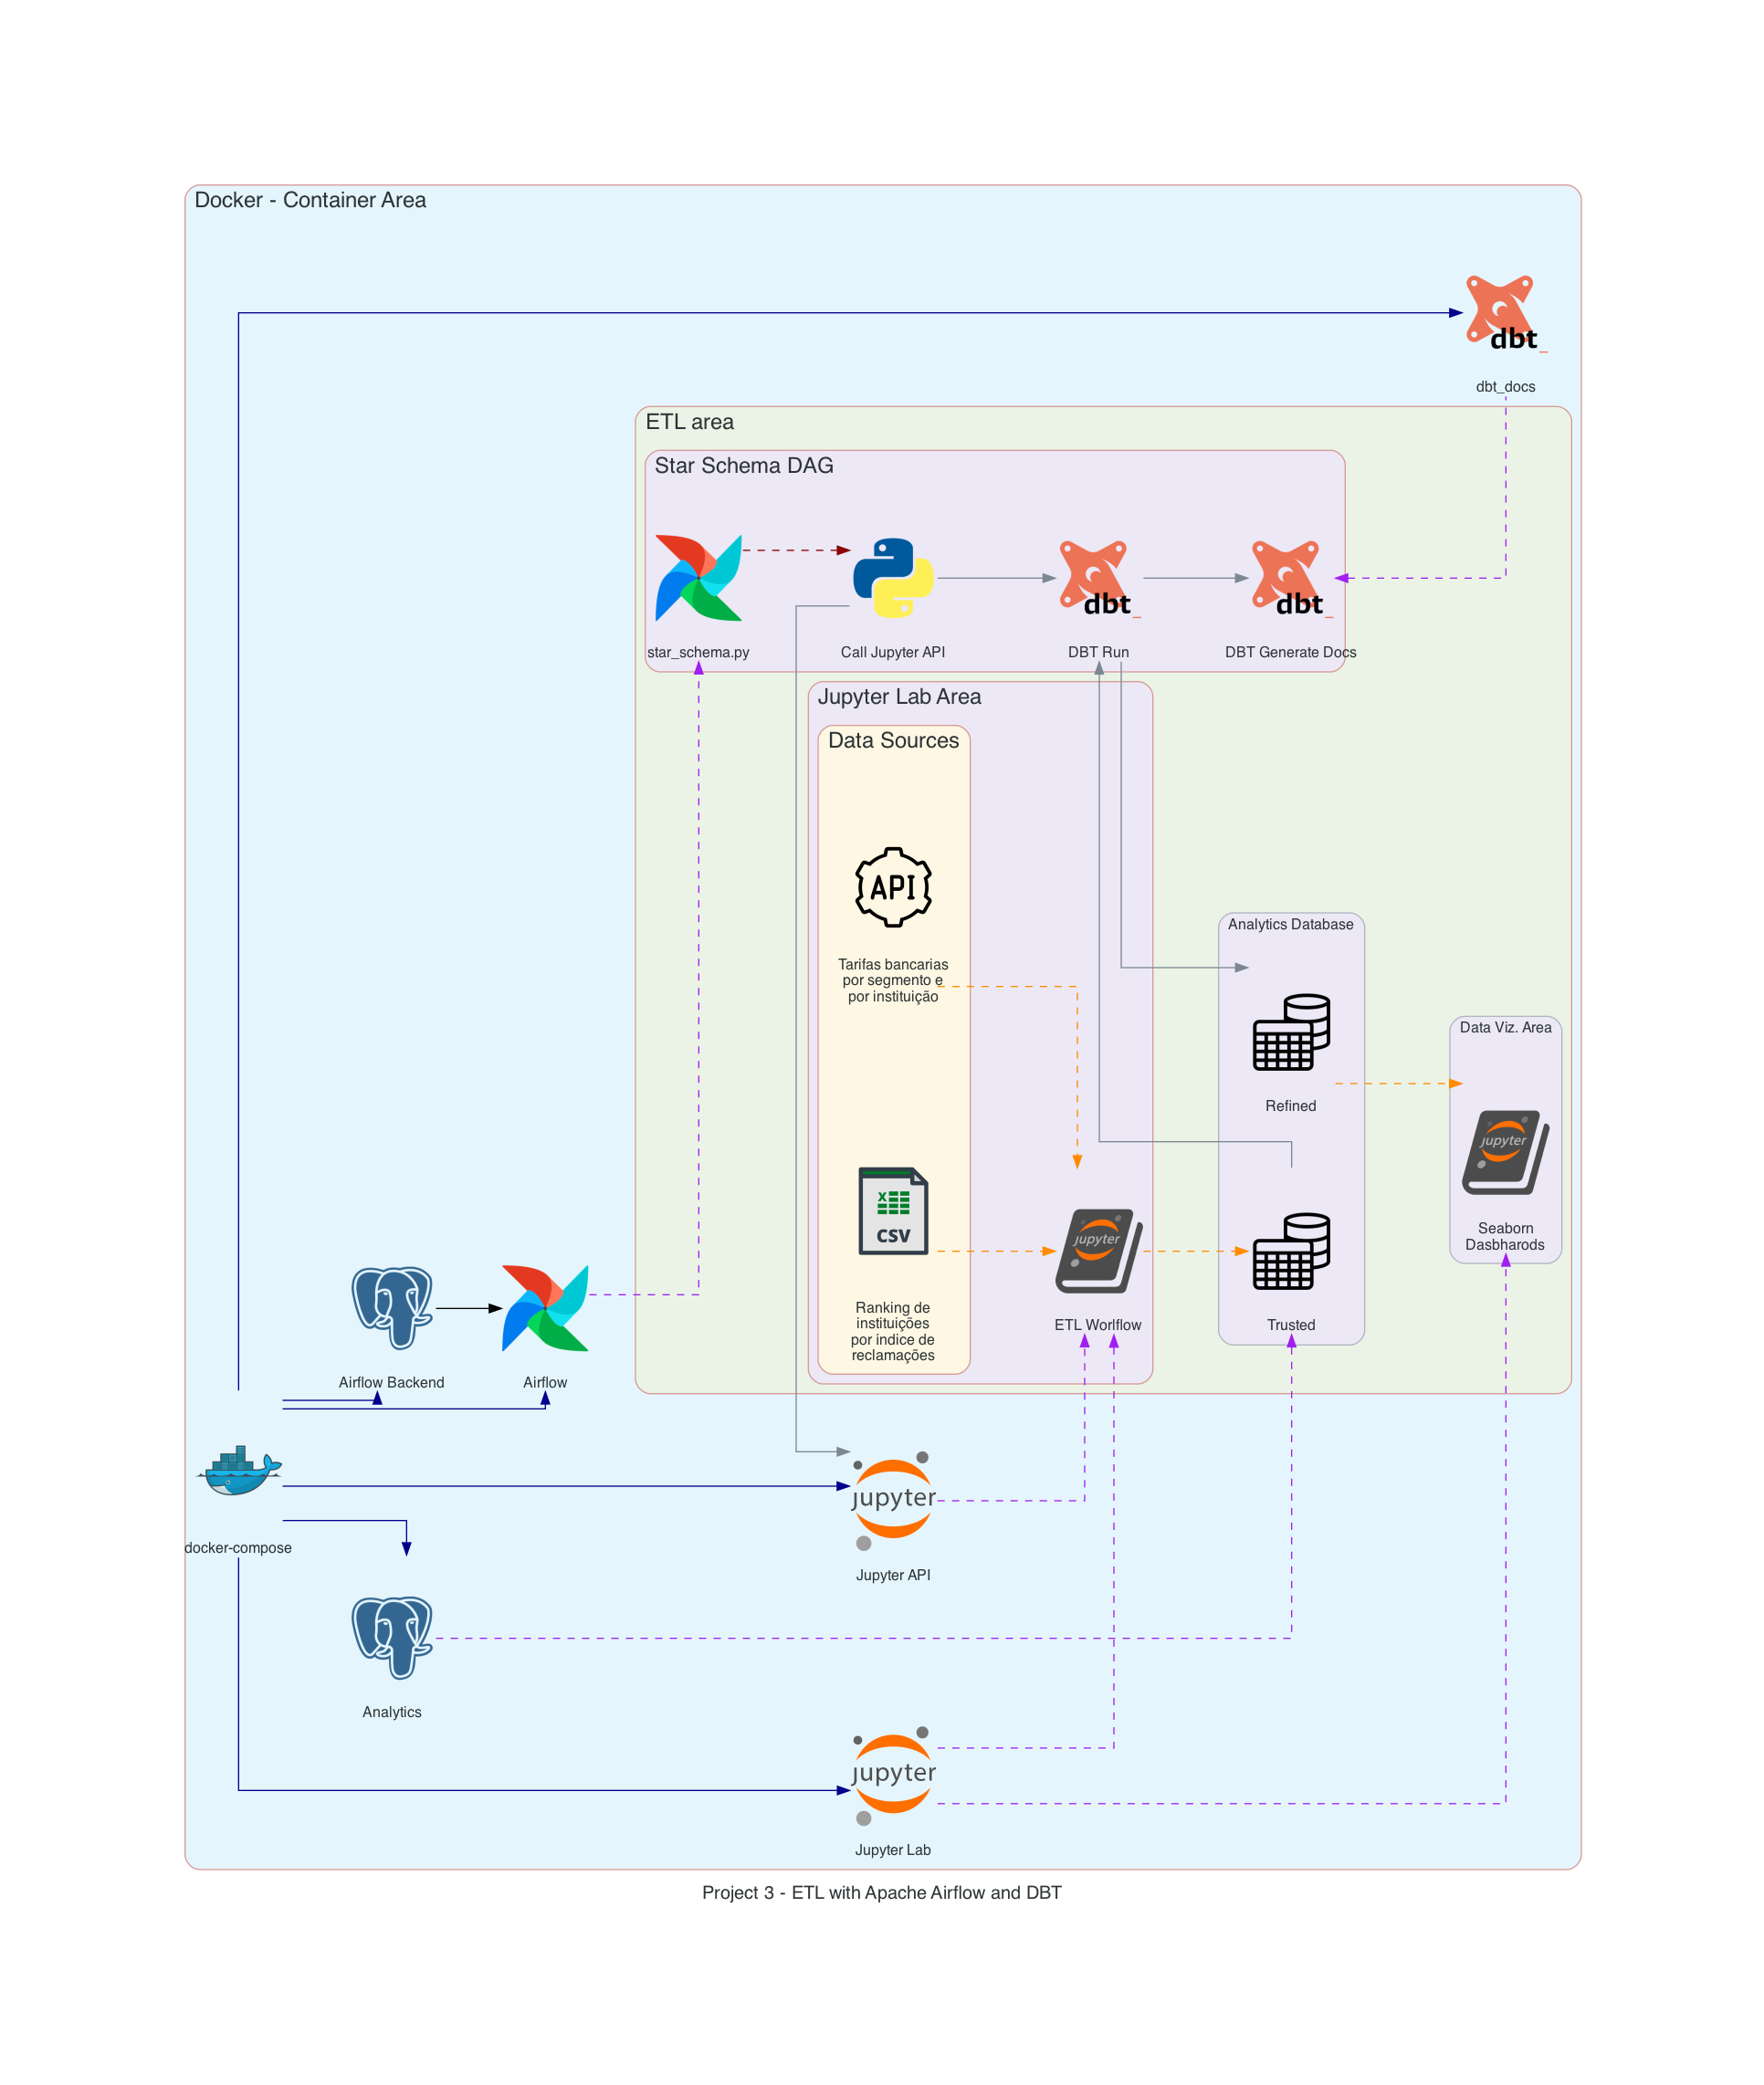 Docker - Container Area
dbt_
dbt_docs
ETL area
Star Schema DAG
dbt_
dbt_
star_schema.py
Call Jupyter API
DBT Run
DBT Generate Docs
Jupyter Lab Area
Data Sources
API
Tarifas bancarias
por segmento e
por instituição
Analytics Database
Refined
Data Viz. Area
jupyter
Seaborn
Dasbharods
X
CSV
Ranking de
instituições
por indice de
reclamações
jupyter
ETL Worlflow
Trusted
Airflow Backend
Airflow
docker-compose
jupyter
Jupyter API
Analytics
jupyter
Jupyter Lab
Project 3 - ETL with Apache Airflow and DBT